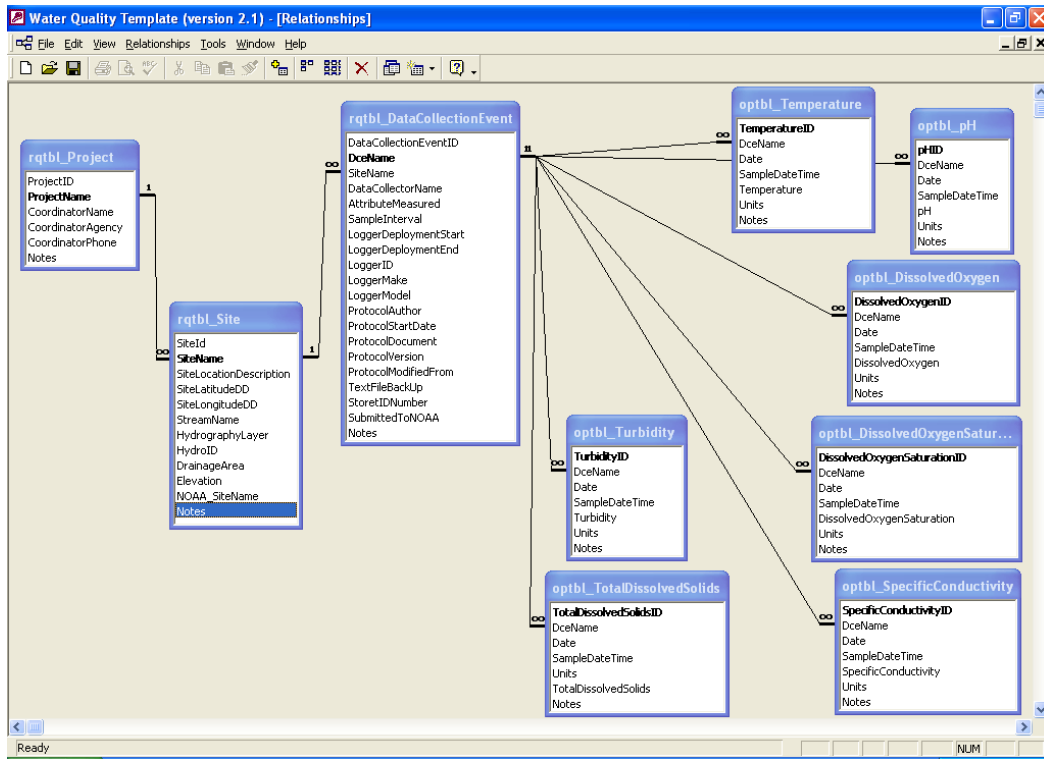 Water Quality Template (version 2.1) - [Relationships]
File Edit View Relationships Tools Window Help
rqtbl_Project
ProjectID
ProjectName
CoordinatorName
CoordinatorAgency
CoordinatorPhone
Notes
1
∞
rqtbl_Site
SiteId
SiteName
SiteLocationDescription
SiteLatitudeDD
SiteLongitudeDD
StreamName
HydrographyLayer
HydroID
DrainageArea
Elevation
NOAA_SiteName
Notes
1
∞
rqtbl_DataCollectionEvent
DataCollectionEventID
DceName
SiteName
DataCollectorName
AttributeMeasured
SampleInterval
LoggerDeploymentStart
LoggerDeploymentEnd
LoggerID
LoggerMake
LoggerModel
ProtocolAuthor
ProtocolStartDate
ProtocolDocument
ProtocolVersion
ProtocolModifiedFrom
TextFileBackUp
StoretIDNumber
SubmittedToNOAA
Notes
11
∞
optbl_Temperature
TemperatureID
DceName
Date
SampleDateTime
Temperature
Units
Notes
∞
optbl_pH
pHID
DceName
Date
SampleDateTime
pH
Units
Notes
∞
optbl_DissolvedOxygen
DissolvedOxygenID
DceName
Date
SampleDateTime
DissolvedOxygen
Units
Notes
∞
optbl_Turbidity
TurbidityID
DceName
Date
SampleDateTime
Turbidity
Units
Notes
∞
optbl_DissolvedOxygenSatur...
DissolvedOxygenSaturationID
DceName
Date
SampleDateTime
DissolvedOxygenSaturation
Units
Notes
∞
optbl_TotalDissolvedSolids
TotalDissolvedSolidsID
DceName
Date
SampleDateTime
Units
TotalDissolvedSolids
Notes
∞
optbl_SpecificConductivity
SpecificConductivityID
DceName
Date
SampleDateTime
SpecificConductivity
Units
Notes
Ready
NUM